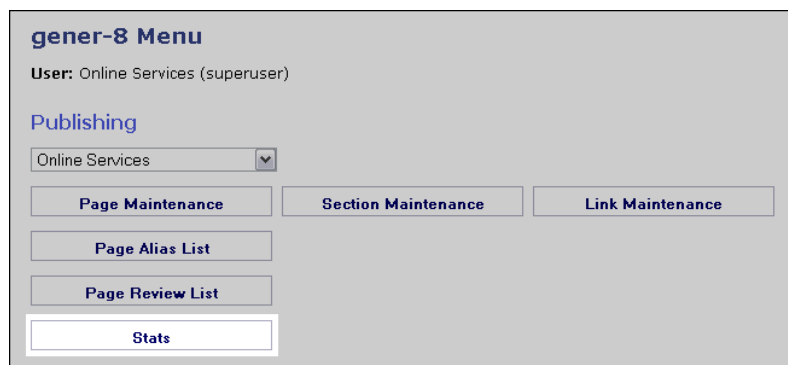 gener-8 Menu
User: Online Services (superuser)
Publishing
Online Services
Page Maintenance Section Maintenance Link Maintenance
Page Alias List
Page Review List
Stats